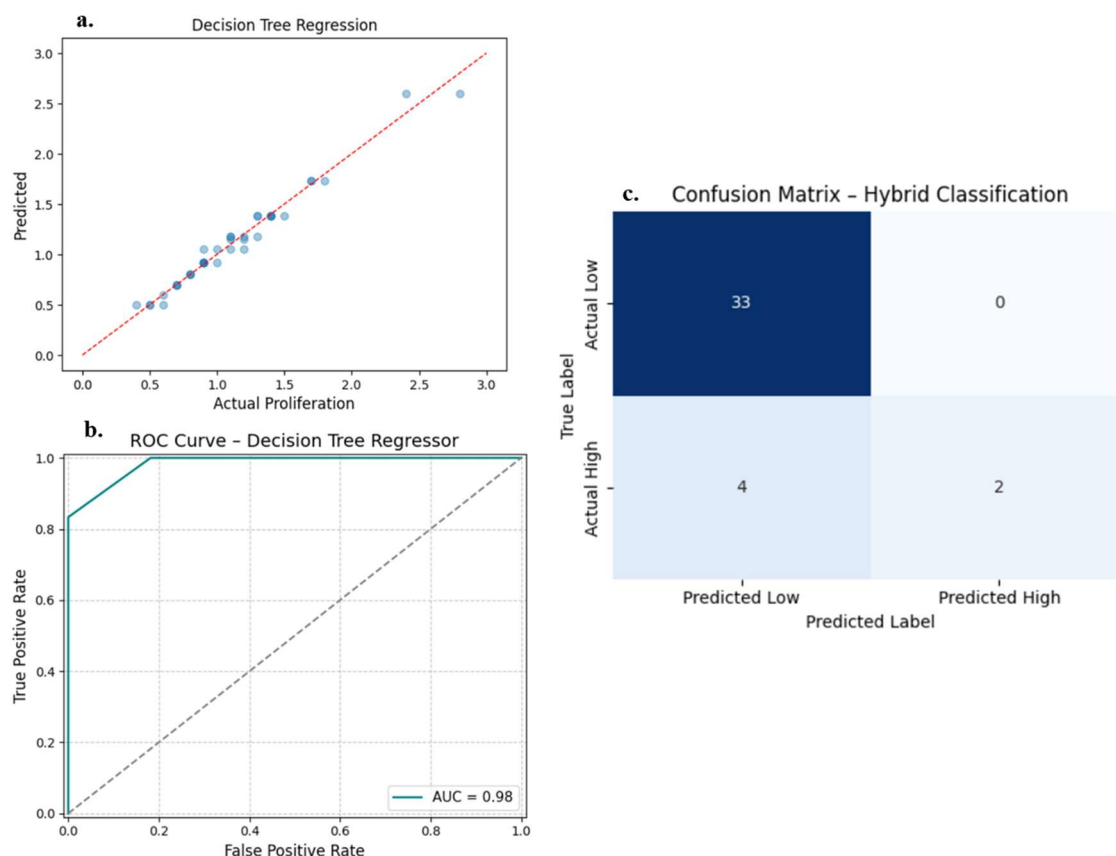 a.
Decision Tree Regression
3.0
2.5
2.0
1.5
1.0
0.5
0.0
Predicted
0.0 0.5 1.0 1.5 2.0 2.5 3.0
Actual Proliferation
b.
ROC Curve – Decision Tree Regressor
1.0
0.8
0.6
0.4
0.2
0.0
True Positive Rate
AUC = 0.98
0.0 0.2 0.4 0.6 0.8 1.0
False Positive Rate
c.
Confusion Matrix – Hybrid Classification
True Label
Actual Low
33 0
Actual High
4 2
Predicted Low Predicted High
Predicted Label